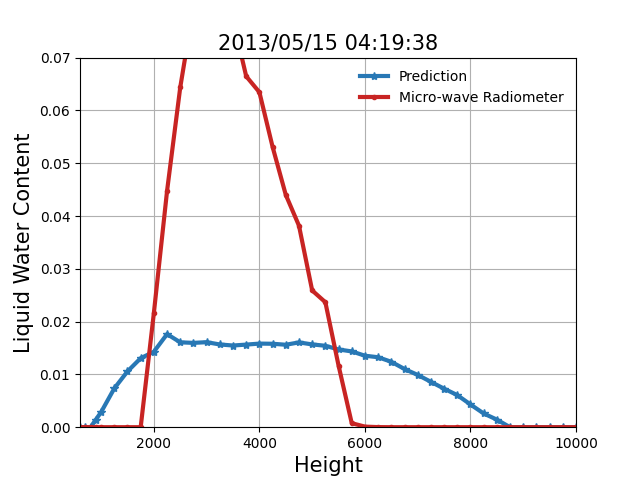 2013/05/15 04:19:38
Prediction
Micro-wave Radiometer
Liquid Water Content
0.07
0.06
0.05
0.04
0.03
0.02
0.01
0.00
2000 4000 6000 8000 10000
Height